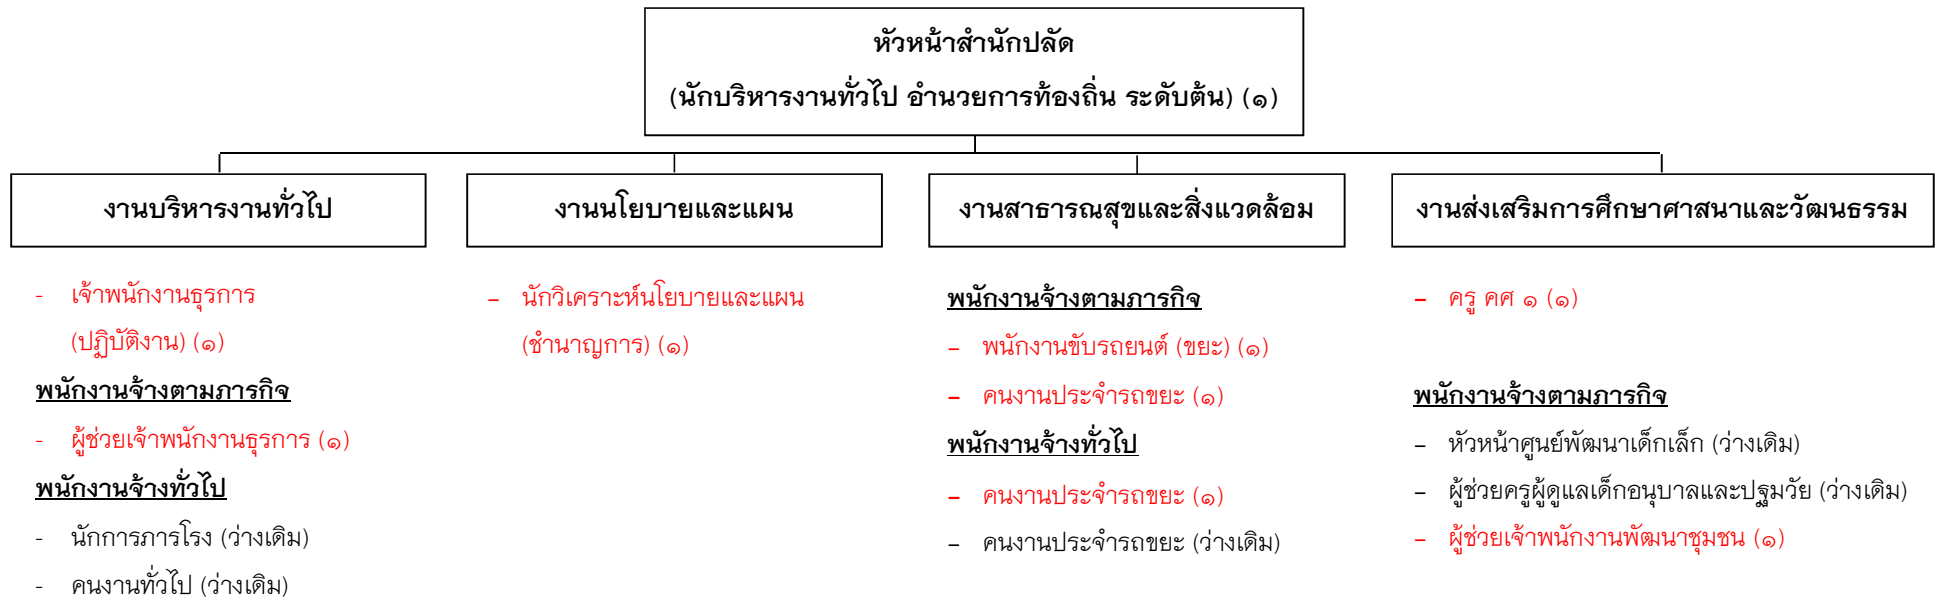 หัวหน้าสำนักปลัด
(นักบริหารงานทั่วไป อำนวยการท้องถิ่น ระดับต้น) (๑)
งานบริหารงานทั่วไป
- เจ้าพนักงานธุรการ
(ปฏิบัติงาน) (๑)
พนักงานจ้างตามภารกิจ
- ผู้ช่วยเจ้าพนักงานธุรการ (๑)
พนักงานจ้างทั่วไป
- นักการภารโรง (ว่างเดิม)
- คนงานทั่วไป (ว่างเดิม)
งานนโยบายและแผน
– นักวิเคราะห์นโยบายและแผน
(ชำนาญการ) (๑)
งานสาธารณสุขและสิ่งแวดล้อม
พนักงานจ้างตามภารกิจ
– พนักงานขับรถยนต์ (ขยะ) (๑)
– คนงานประจำรถขยะ (๑)
พนักงานจ้างทั่วไป
– คนงานประจำรถขยะ (๑)
– คนงานประจำรถขยะ (ว่างเดิม)
งานส่งเสริมการศึกษาศาสนาและวัฒนธรรม
– ครู คศ ๑ (๑)
พนักงานจ้างตามภารกิจ
– หัวหน้าศูนย์พัฒนาเด็กเล็ก (ว่างเดิม)
– ผู้ช่วยครูผู้ดูแลเด็กอนุบาลและปฐมวัย (ว่างเดิม)
– ผู้ช่วยเจ้าพนักงานพัฒนาชุมชน (๑)